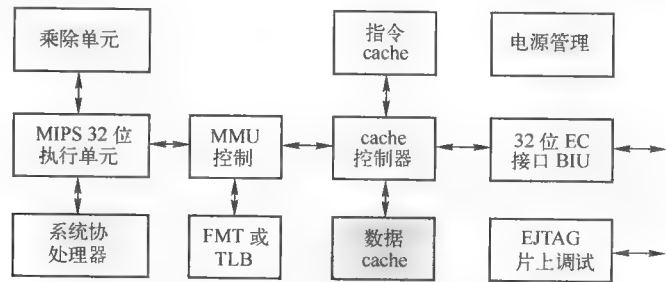 乘除单元
指令
cache
电源管理
MIPS 32 位
执行单元
MMU
控制
cache
控制器
32 位 EC
接口 BIU
系统协
处理器
FMT 或
TLB
数据
cache
EJTAG
片上调试